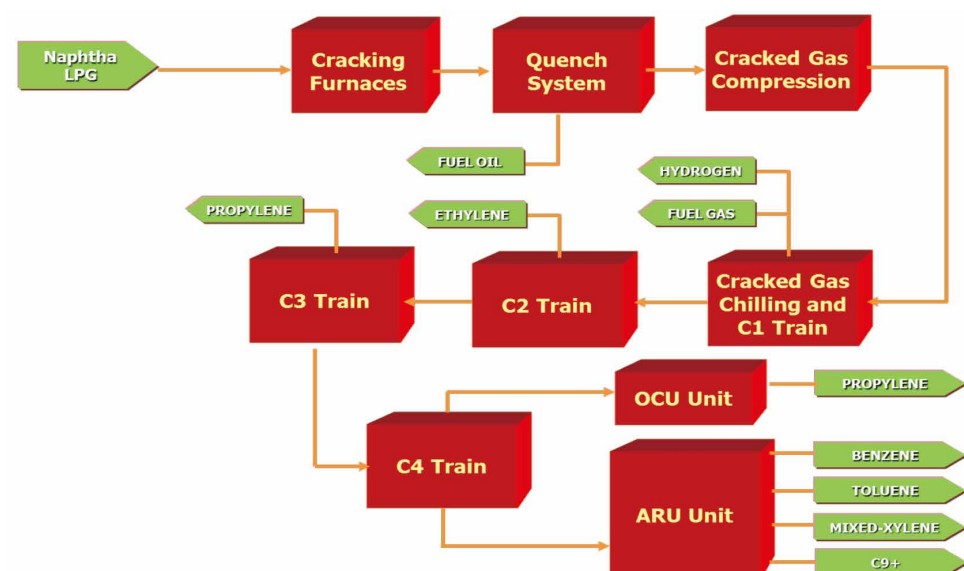 Naphtha
LPG
Cracking
Furnaces
Quench
System
Cracked Gas
Compression
FUEL OIL
HYDROGEN
FUEL GAS
PROPYLENE
ETHYLENE
C3 Train
C2 Train
Cracked Gas
Chilling and
C1 Train
OCU Unit
PROPYLENE
C4 Train
ARU Unit
BENZENE
TOLUENE
MIXED-XYLENE
C9+